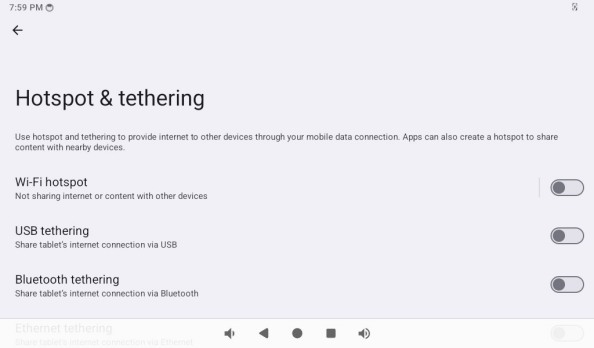 7:59 PM
Hotspot & tethering
Use hotspot and tethering to provide internet to other devices through your mobile data connection. Apps can also create a hotspot to share
content with nearby devices.
Wi-Fi hotspot
Not sharing internet or content with other devices
USB tethering
Share tablet's internet connection via USB
Bluetooth tethering
Share tablet's internet connection via Bluetooth
Ethernet tethering
Share tablet's internet connection via Ethernet